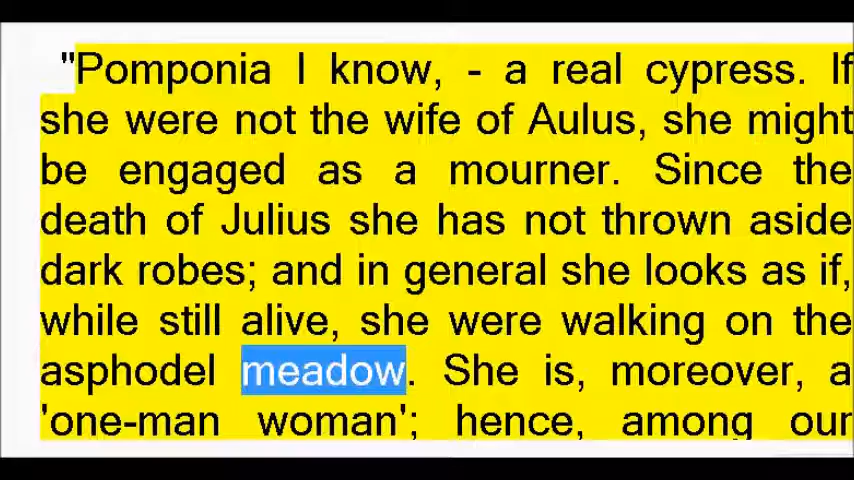 "Pomponia I know, - a real cypress. If
she were not the wife of Aulus, she might
be engaged as a mourner. Since the
death of Julius she has not thrown aside
dark robes; and in general she looks as if,
while still alive, she were walking on the
asphodel meadow. She is, moreover, a
'one-man woman'; hence, among our